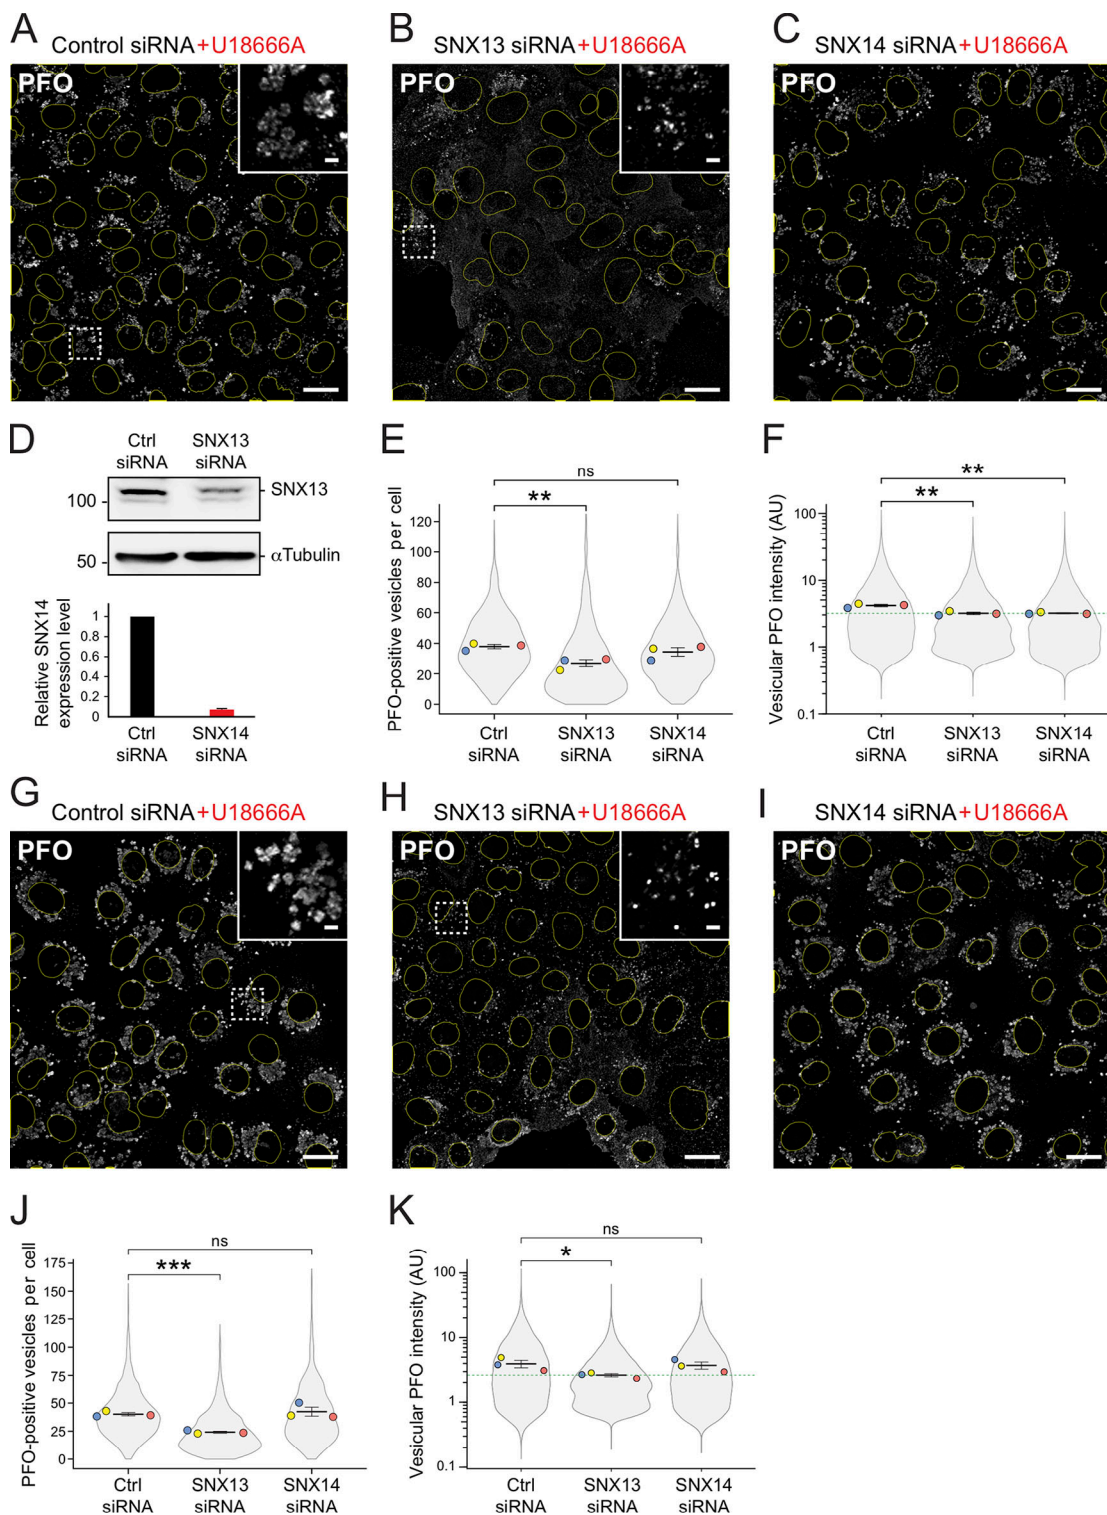 A
Control siRNA+U18666A
PFO
B
SNX13 siRNA+U18666A
PFO
C
SNX14 siRNA+U18666A
PFO
D
Ctrl siRNA
SNX13 siRNA
100
SNX13
50
αTubulin
Relative SNX14 expression level
1
0.8
0.6
0.4
0.2
0
Ctrl siRNA
SNX14 siRNA
E
ns
**
PFO-positive vesicles per cell
120
100
80
60
40
20
0
Ctrl siRNA
SNX13 siRNA
SNX14 siRNA
F
**
**
Vesicular PFO intensity (AU)
100
10
1
0.1
Ctrl siRNA
SNX13 siRNA
SNX14 siRNA
G
Control siRNA+U18666A
PFO
H
SNX13 siRNA+U18666A
PFO
I
SNX14 siRNA+U18666A
PFO
J
ns
***
PFO-positive vesicles per cell
175
150
125
100
75
50
25
0
Ctrl siRNA
SNX13 siRNA
SNX14 siRNA
K
ns
*
Vesicular PFO intensity (AU)
100
10
1
0.1
Ctrl siRNA
SNX13 siRNA
SNX14 siRNA